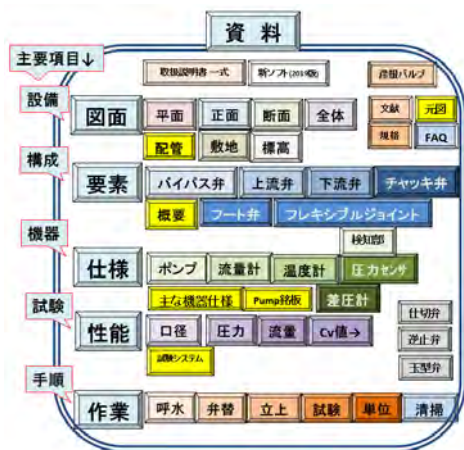 資料
主要項目↓
取扱説明書一式 新ソフト(2019版) 彦根バルブ
設備
図面 平面 正面 断面 全体 文献 元図
配管 敷地 標高 規格 FAQ
構成
要素 バイパス弁 上流弁 下流弁 チャッキ弁
概要 フート弁 フレキシブルジョイント
機器
検知部
仕様 ポンプ 流量計 温度計 圧力センサ
主な機器仕様 Pump銘板 差圧計
試験
性能 口径 圧力 流量 Cv値→
試験システム
仕切弁
逆止弁
玉型弁
手順
作業 呼水 弁替 立上 試験 単位 清掃